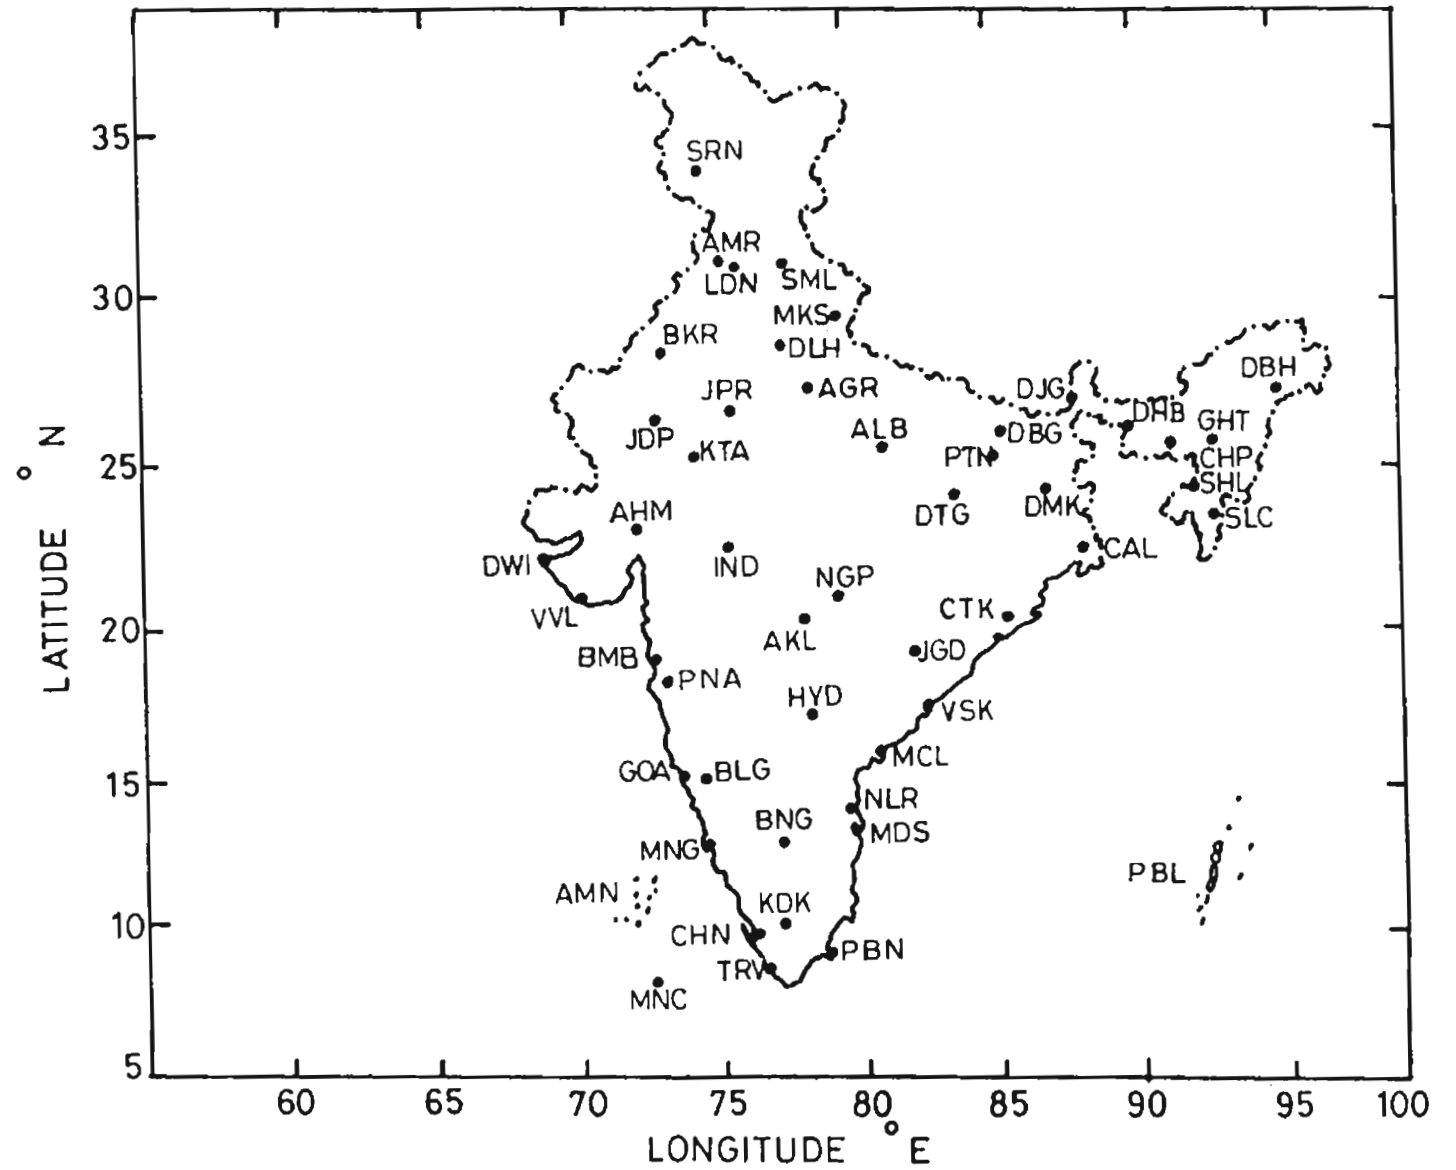 35
SRN
AMR
LDN
SML
30
MKS
BKR
DLH
DBH
JPR
AGR
DJG
DHB
GHT
JDP
ALB
DBG
KTA
PTN
CHP
25
SHL
AHM
DTG
DMK
SLC
DWI
IND
CAL
NGP
VVL
CTK
20
AKL
BMB
JGD
PNA
HYD
VSK
GOA
BLG
MCL
15
NLR
BNG
MDS
MNG
PBL
AMN
KDK
10
CHN
PBN
TRV
MNC
5
LATITUDE °N
60 65 70 75 80 85 90 95 100
LONGITUDE °E